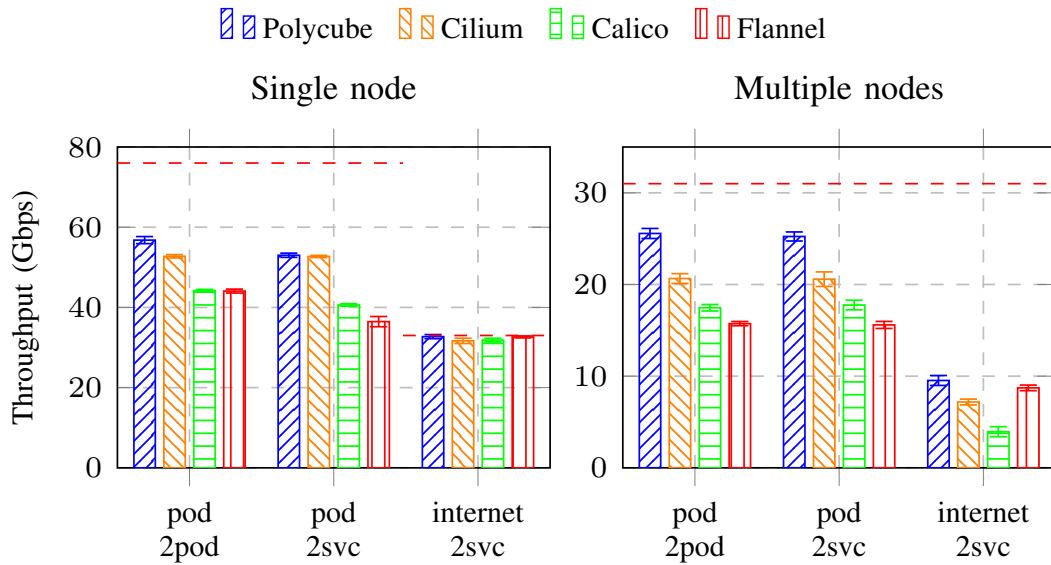 Polycube Cilium Calico Flannel
Single node
Multiple nodes
Throughput (Gbps)
80
60
40
20
0
pod
2pod
pod
2svc
internet
2svc
30
20
10
0
pod
2pod
pod
2svc
internet
2svc